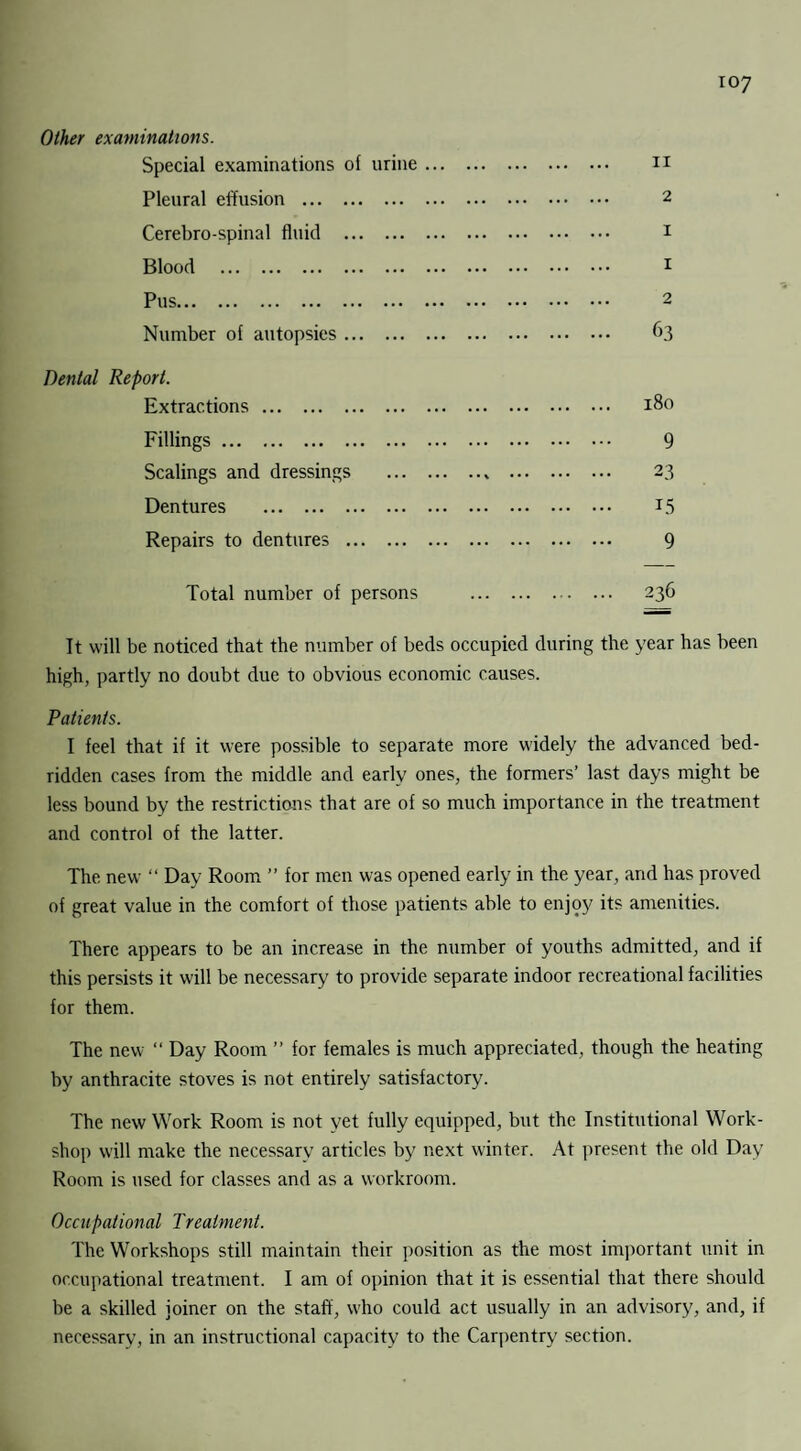 107
Other examinations.
Special examinations of urine ... ... ... ... ... 11
Pleural effusion ... ... ... ... ... ... ... ... 2
Cerebro-spinal fluid ... ... ... ... ... ... ... 1
Blood ... ... ... ... ... ... ... ... ... ... 1
Pus... ... ... ... ... ... ... ... ... ... ... 2
Number of autopsies ... ... ... ... ... ... ... 63
Dental Report.
Extractions ... ... ... ... ... ... ... ... ... 180
Fillings ... ... ... ... ... ... ... ... ... ... 9
Scalings and dressings ... ... ... ... ... ... 23
Dentures ... ... ... ... ... ... ... ... ... 15
Repairs to dentures ... ... ... ... ... ... ... 9
Total number of persons ... ... ... ... 236
It will be noticed that the number of beds occupied during the year has been
high, partly no doubt due to obvious economic causes.
Patients.
I feel that if it were possible to separate more widely the advanced bed-
ridden cases from the middle and early ones, the formers' last days might be
less bound by the restrictions that are of so much importance in the treatment
and control of the latter.
The new " Day Room " for men was opened early in the year, and has proved
of great value in the comfort of those patients able to enjoy its amenities.
There appears to be an increase in the number of youths admitted, and if
this persists it will be necessary to provide separate indoor recreational facilities
for them.
The new " Day Room " for females is much appreciated, though the heating
by anthracite stoves is not entirely satisfactory.
The new Work Room is not yet fully equipped, but the Institutional Work-
shop will make the necessary articles by next winter. At present the old Day
Room is used for classes and as a workroom.
Occupational Treatment.
The Workshops still maintain their position as the most important unit in
occupational treatment. I am of opinion that it is essential that there should
be a skilled joiner on the staff, who could act usually in an advisory, and, if
necessary, in an instructional capacity to the Carpentry section.